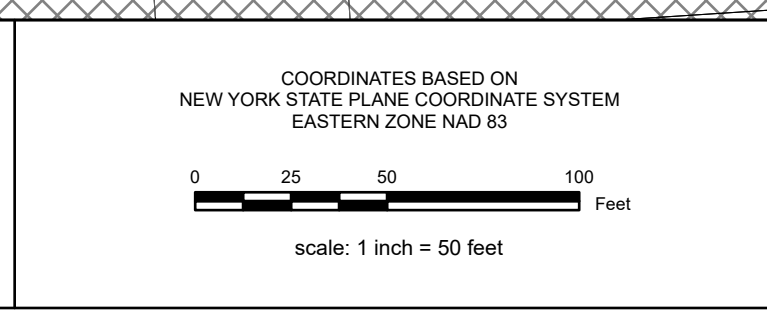 COORDINATES BASED ON
NEW YORK STATE PLANE COORDINATE SYSTEM
EASTERN ZONE NAD 83
0 25 50 100
Feet
scale: 1 inch = 50 feet